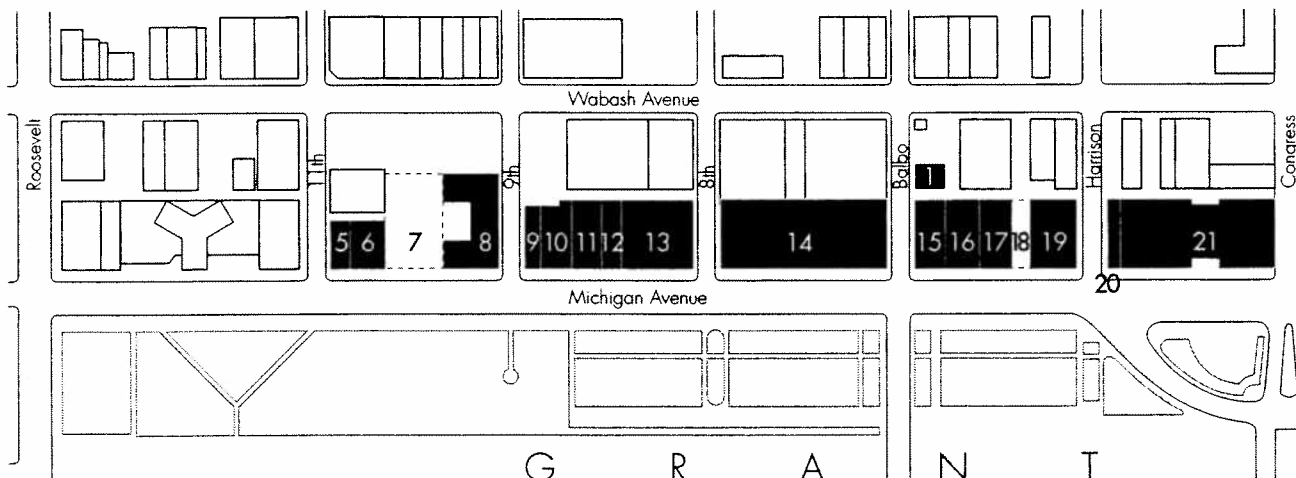 Wabash Avenue
Roosevelt
11th
9th
8th
Balbo
Harrison
Congress
1
5 6 7 8 9 10 11 12 13 14 15 16 17 18 19 21
20
Michigan Avenue
G R A N T